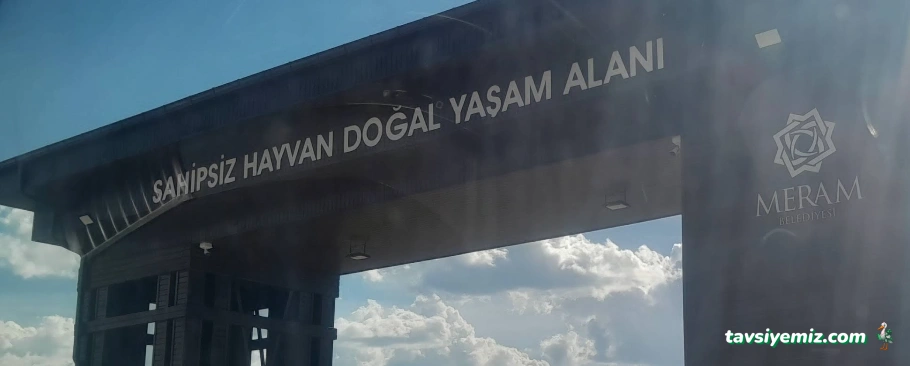 SAHİPSİZ HAYVAN DOĞAL YAŞAM ALANI
MERAM
BELEDİYESİ
tavsiyemiz.com